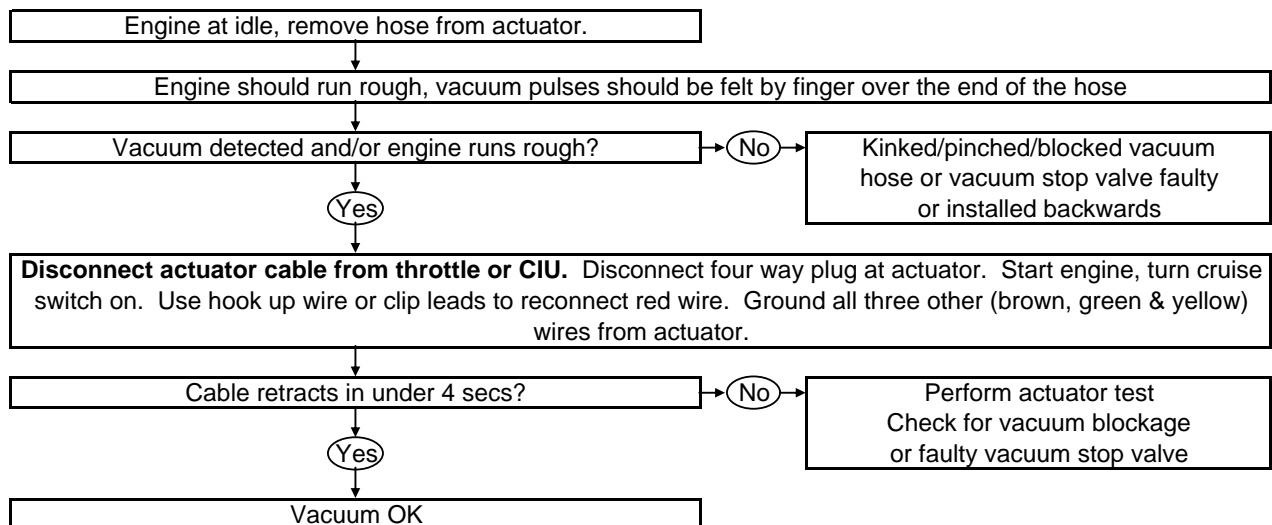 Engine at idle, remove hose from actuator.
Engine should run rough, vacuum pulses should be felt by finger over the end of the hose
Vacuum detected and/or engine runs rough?
No
Kinked/pinched/blocked vacuum
hose or vacuum stop valve faulty
or installed backwards
Yes
Disconnect actuator cable from throttle or CIU. Disconnect four way plug at actuator. Start engine, turn cruise
switch on. Use hook up wire or clip leads to reconnect red wire. Ground all three other (brown, green & yellow)
wires from actuator.
Cable retracts in under 4 secs?
No
Perform actuator test
Check for vacuum blockage
or faulty vacuum stop valve
Yes
Vacuum OK